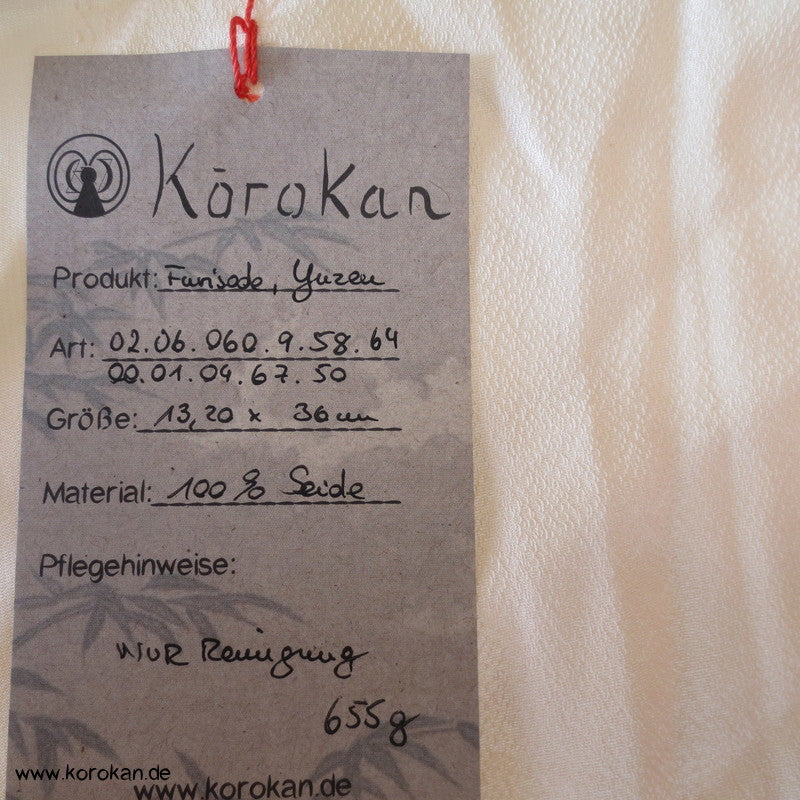 Kōrokan
Produkt: Furisode, Yuzen
Art: 02.06.060.9.58.64
00.01.04.67.50
Größe: 13,20 x 36 cm
Material: 100 % Seide
Pflegehinweise:
NUR Reinigung
655g
www.korokan.de
www.korokan.de